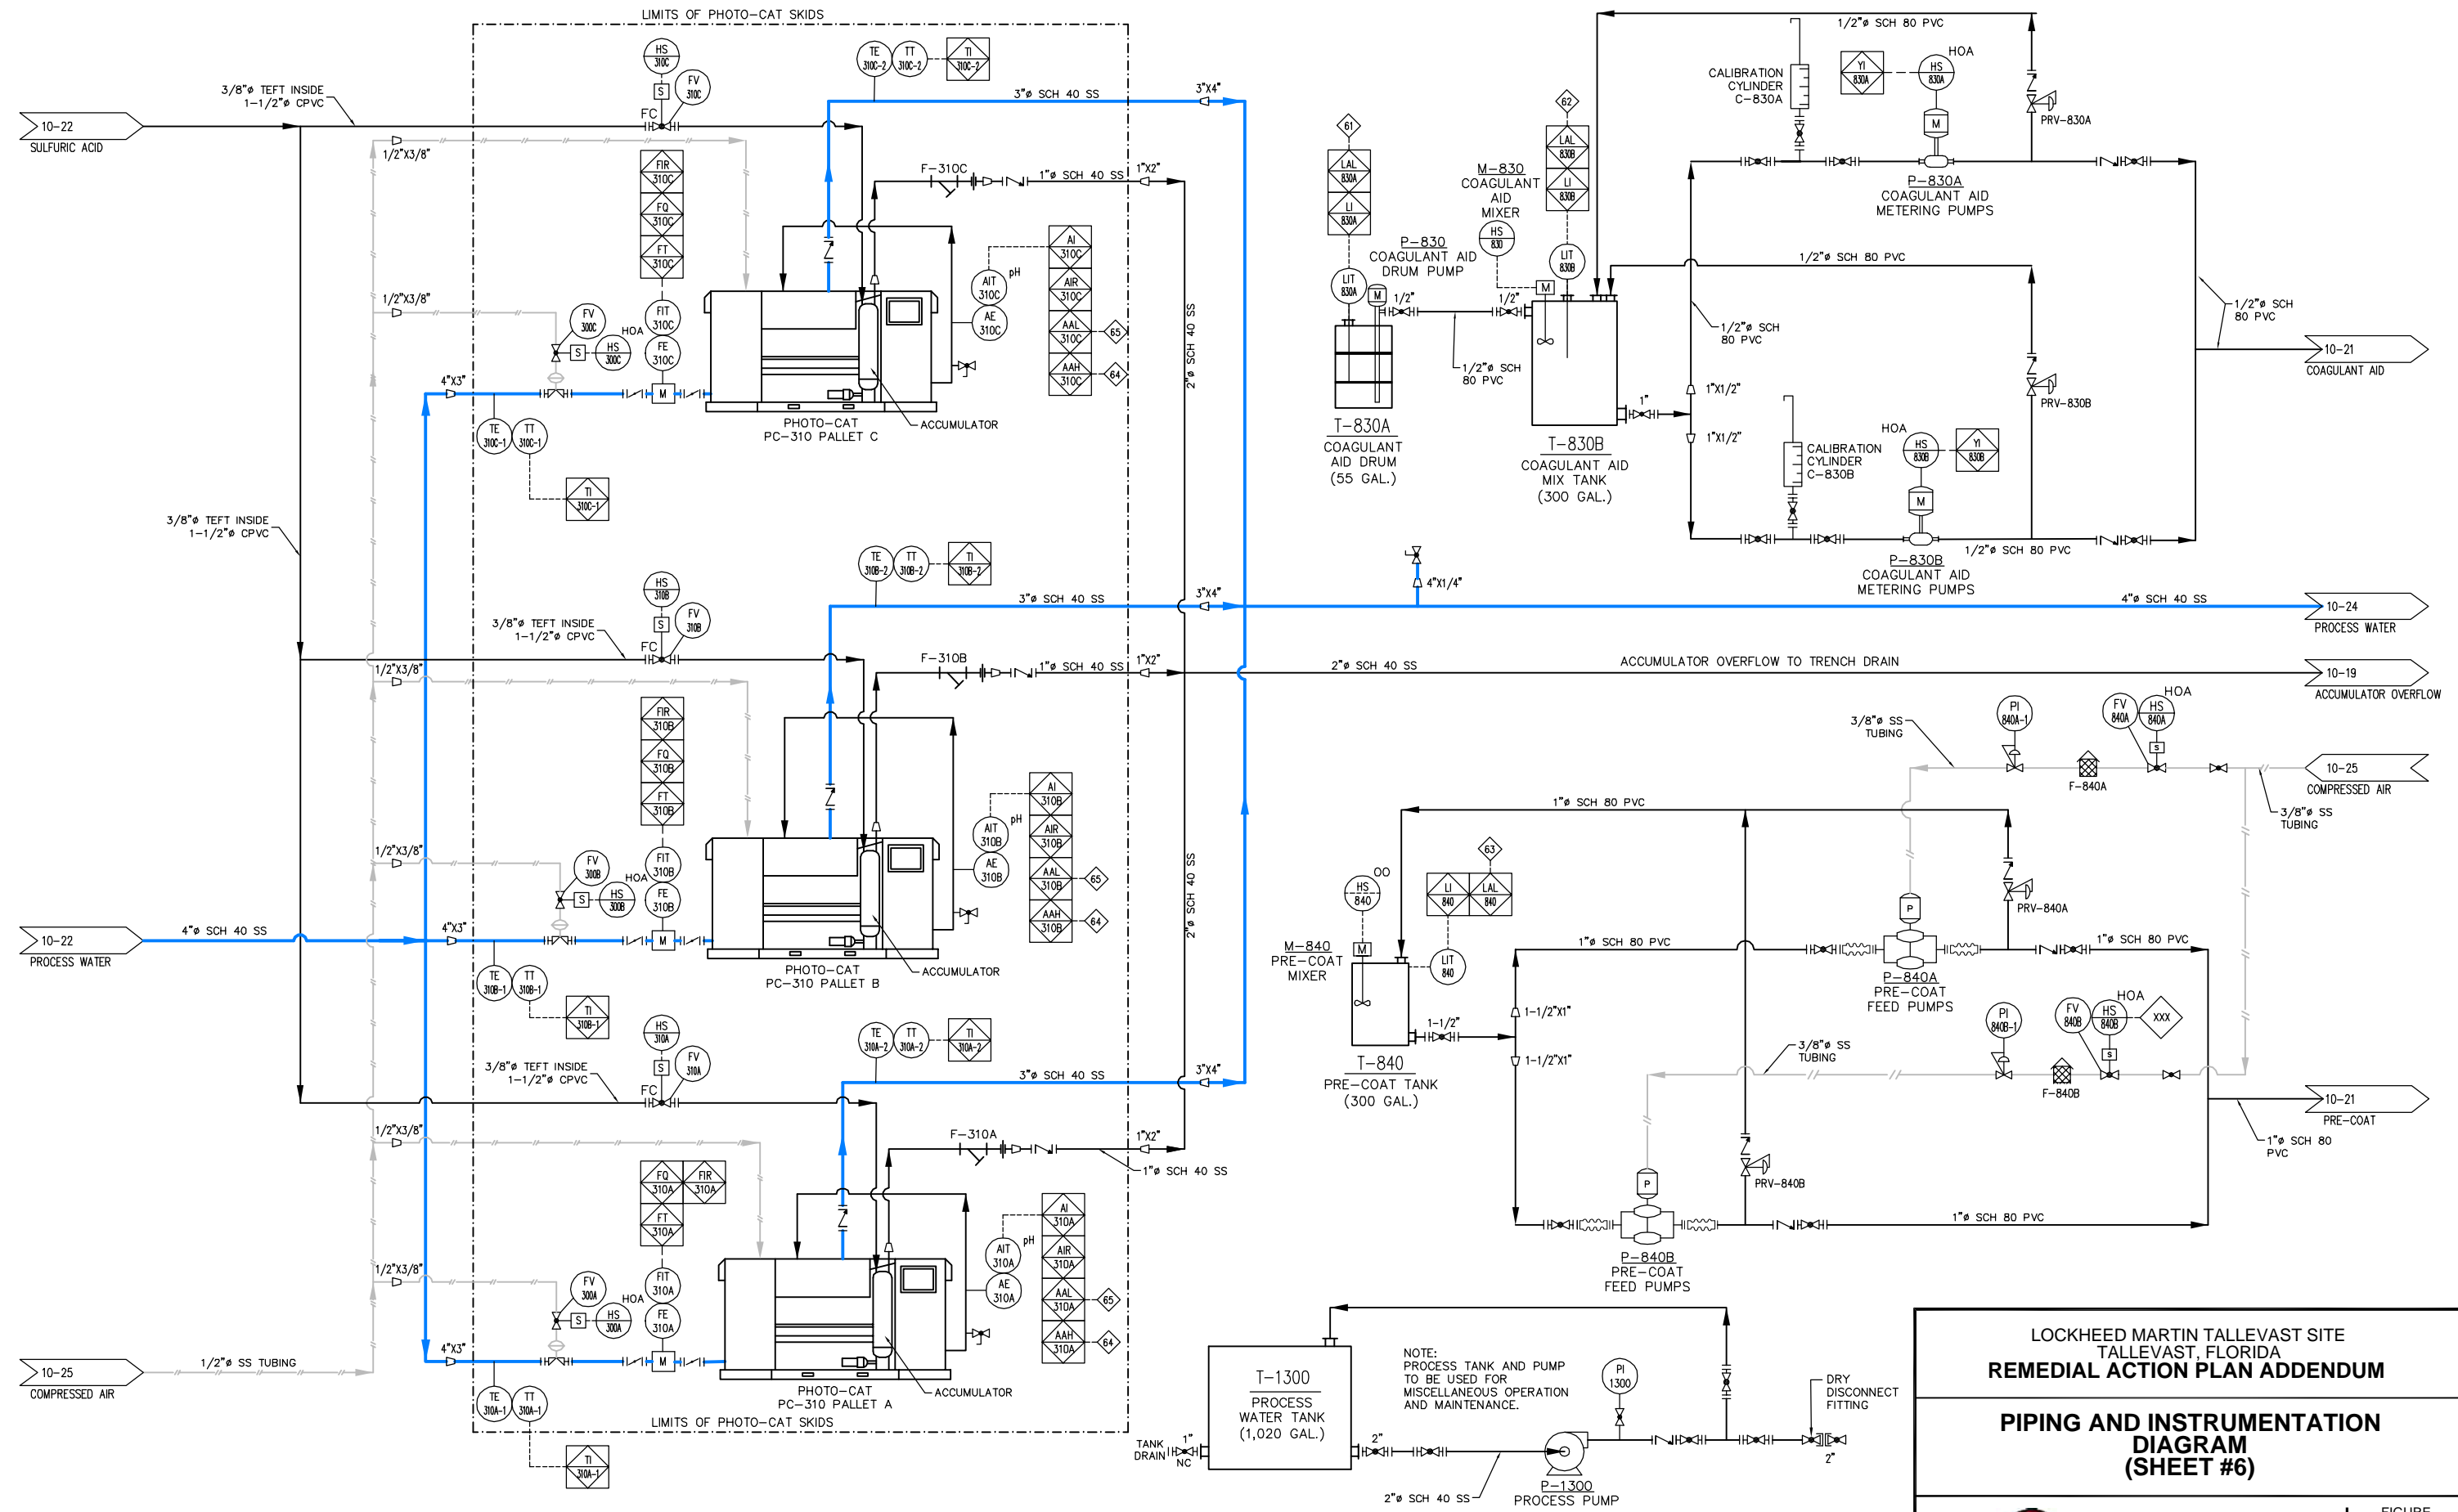 LIMITS OF PHOTO-CAT SKIDS
10-22
SULFURIC ACID
3/8"ø TEFT INSIDE
1-1/2"ø CPVC
HS
310C
S
FV
310C
FC
TE
310C-2
TT
310C-2
TI
310C-2
3"ø SCH 40 SS
3"X4"
1/2"X3/8"
FIR
310C
FQ
310C
FT
310C
FIT
310C
FE
310C
M
F-310C
1"ø SCH 40 SS
1"X2"
1/2"X3/8"
FV
300C
HOA
S
HS
300C
4"X3"
TE
310C-1
TT
310C-1
TI
310C-1
AIT
310C
pH
AE
310C
AI
310C
AIR
310C
AAL
310C
65
AAH
310C
64
2"ø SCH 40 SS
PHOTO-CAT
PC-310 PALLET C
ACCUMULATOR
3/8"ø TEFT INSIDE
1-1/2"ø CPVC
HS
310B
S
FV
310B
FC
3/8"ø TEFT INSIDE
1-1/2"ø CPVC
TE
310B-2
TT
310B-2
TI
310B-2
3"ø SCH 40 SS
3"X4"
1/2"X3/8"
F-310B
1"ø SCH 40 SS
1"X2"
FIR
310B
FQ
310B
FT
310B
FIT
310B
FE
310B
M
1/2"X3/8"
FV
300B
HOA
S
HS
300B
10-22
PROCESS WATER
4"ø SCH 40 SS
4"X3"
TE
310B-1
TT
310B-1
TI
310B-1
AIT
310B
pH
AE
310B
AI
310B
AIR
310B
AAL
310B
65
AAH
310B
64
2"ø SCH 40 SS
PHOTO-CAT
PC-310 PALLET B
ACCUMULATOR
HS
310A
S
FV
310A
FC
3/8"ø TEFT INSIDE
1-1/2"ø CPVC
TE
310A-2
TT
310A-2
TI
310A-2
3"ø SCH 40 SS
3"X4"
1/2"X3/8"
F-310A
1"X2"
1"ø SCH 40 SS
FQ
310A
FIR
310A
FT
310A
FIT
310A
FE
310A
M
1/2"X3/8"
FV
300A
HOA
S
HS
300A
10-25
COMPRESSED AIR
1/2"ø SS TUBING
4"X3"
TE
310A-1
TT
310A-1
TI
310A-1
AIT
310A
pH
AE
310A
AI
310A
AIR
310A
AAL
310A
65
AAH
310A
64
PHOTO-CAT
PC-310 PALLET A
ACCUMULATOR
LIMITS OF PHOTO-CAT SKIDS
1/2"ø SCH 80 PVC
CALIBRATION
CYLINDER
C-830A
YI
830A
HS
830A
HOA
M
PRV-830A
P-830A
COAGULANT AID
METERING PUMPS
61
LAL
830A
LI
830A
LIT
830A
M
P-830
COAGULANT AID
DRUM PUMP
1/2"
M-830
COAGULANT
AID
MIXER
HS
830
M
1/2"
62
LAL
830B
LI
830B
LIT
830B
1/2"ø SCH
80 PVC
T-830A
COAGULANT
AID DRUM
(55 GAL.)
T-830B
COAGULANT AID
MIX TANK
(300 GAL.)
1"
1/2"ø SCH 80 PVC
1/2"ø SCH
80 PVC
1"X1/2"
1"X1/2"
PRV-830B
1/2"ø SCH
80 PVC
10-21
COAGULANT AID
CALIBRATION
CYLINDER
C-830B
HOA
HS
830B
YI
830B
M
1/2"ø SCH 80 PVC
P-830B
COAGULANT AID
METERING PUMPS
4"X1/4"
4"ø SCH 40 SS
10-24
PROCESS WATER
2"ø SCH 40 SS
ACCUMULATOR OVERFLOW TO TRENCH DRAIN
10-19
ACCUMULATOR OVERFLOW
3/8"ø SS
TUBING
PI
840A-1
F-840A
FV
840A
HS
840A
HOA
S
10-25
COMPRESSED AIR
3/8"ø SS
TUBING
1"ø SCH 80 PVC
63
HS
840
OO
LI
840
LAL
840
M-840
PRE-COAT
MIXER
M
LIT
840
T-840
PRE-COAT TANK
(300 GAL.)
1-1/2"
1-1/2"X1"
1-1/2"X1"
1"ø SCH 80 PVC
P
P-840A
PRE-COAT
FEED PUMPS
PRV-840A
1"ø SCH 80 PVC
PI
840B-1
F-840B
FV
840B
HS
840B
HOA
S
XXX
3/8"ø SS
TUBING
10-21
PRE-COAT
1"ø SCH 80
PVC
PRV-840B
P
1"ø SCH 80 PVC
P-840B
PRE-COAT
FEED PUMPS
T-1300
PROCESS
WATER TANK
(1,020 GAL.)
TANK
DRAIN
1"
NC
2"
NOTE:
PROCESS TANK AND PUMP
TO BE USED FOR
MISCELLANEOUS OPERATION
AND MAINTENANCE.
PI
1300
2"ø SCH 40 SS
P-1300
PROCESS PUMP
DRY
DISCONNECT
FITTING
2"
LOCKHEED MARTIN TALLEVAST SITE
TALLEVAST, FLORIDA
REMEDIAL ACTION PLAN ADDENDUM
PIPING AND INSTRUMENTATION
DIAGRAM
(SHEET #6)
FIGURE